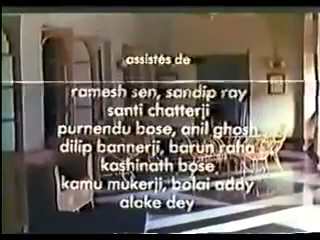 assistés de
ramesh sen, sandip ray
santi chatterji
purnendu bose, anil ghosh
dilip bannerji, barun raha
kashinath bose
kamu mukerji, bolai addy
aloke dey